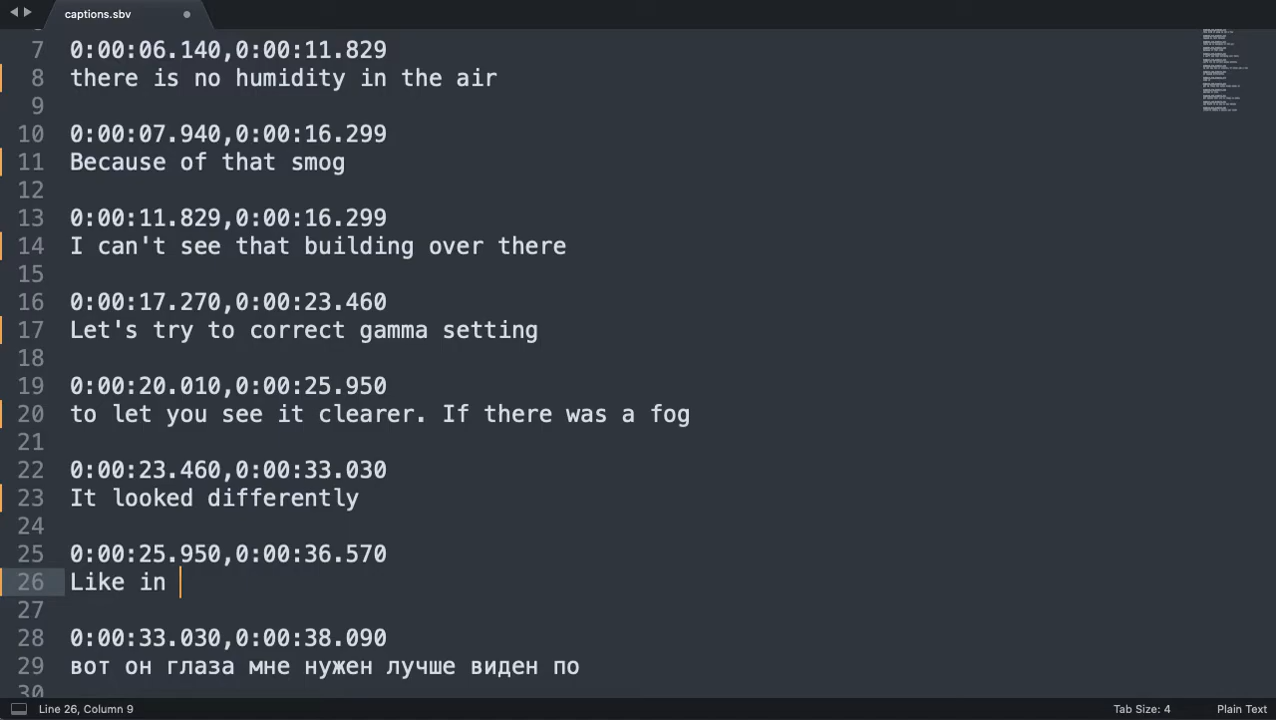 captions.sbv
7 0:00:06.140,0:00:11.829
8 there is no humidity in the air
9
10 0:00:07.940,0:00:16.299
11 Because of that smog
12
13 0:00:11.829,0:00:16.299
14 I can't see that building over there
15
16 0:00:17.270,0:00:23.460
17 Let's try to correct gamma setting
18
19 0:00:20.010,0:00:25.950
20 to let you see it clearer. If there was a fog
21
22 0:00:23.460,0:00:33.030
23 It looked differently
24
25 0:00:25.950,0:00:36.570
26 Like in
27
28 0:00:33.030,0:00:38.090
29 вот он глаза мне нужен лучше виден по
30
Line 26, Column 9 Tab Size: 4 Plain Text